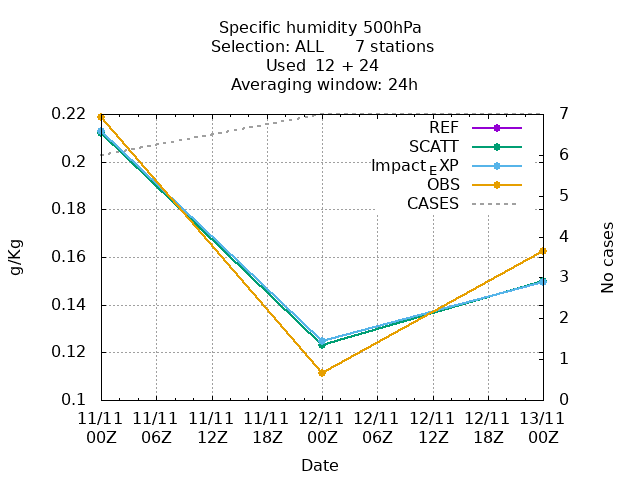 Specific humidity 500hPa
Selection: ALL 7 stations
Used 12 + 24
Averaging window: 24h
REF
SCATT
Impact_EXP
OBS
CASES
0.22
0.2
0.18
0.16
0.14
0.12
0.1
g/Kg
7
6
5
4
3
2
1
0
No cases
11/11 11/11 11/11 11/11 12/11 12/11 12/11 12/11 13/11
00Z 06Z 12Z 18Z 00Z 06Z 12Z 18Z 00Z
Date